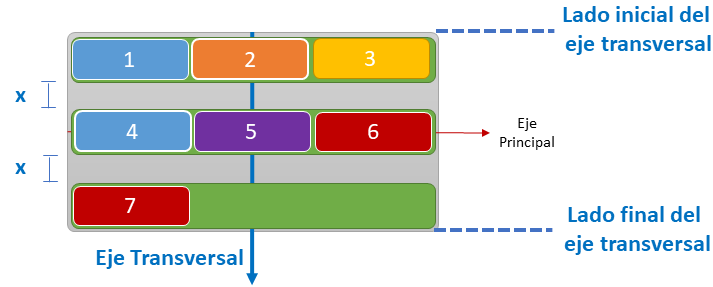 Lado inicial del
eje transversal
1 2 3
x
4 5 6
Eje
Principal
x
7
Lado final del
eje transversal
Eje Transversal